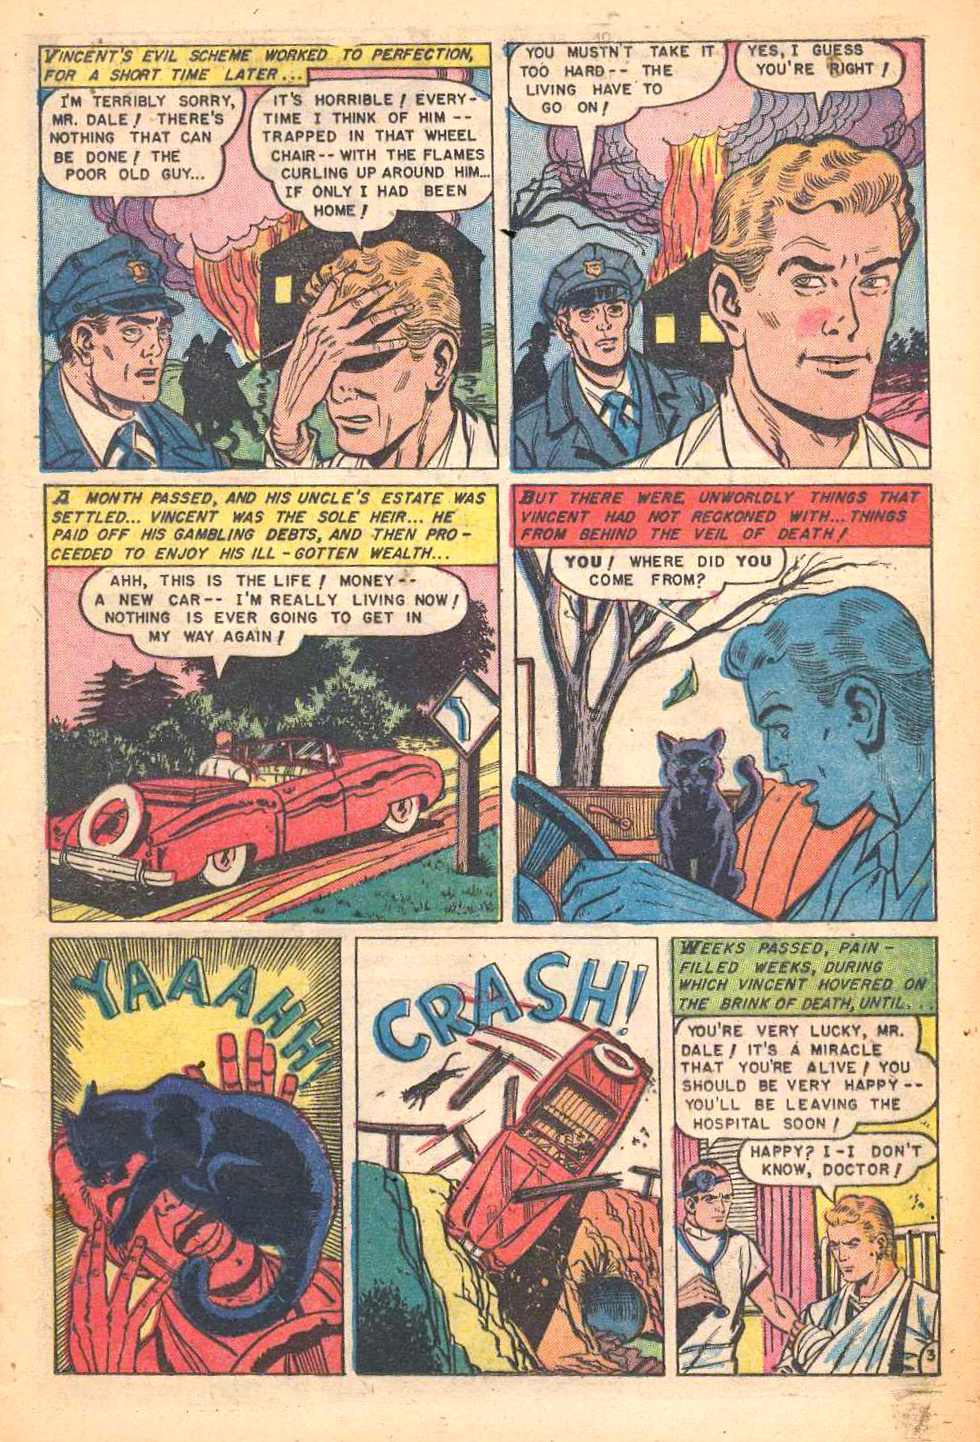 VINCENT'S EVIL SCHEME WORKED TO PERFECTION,
FOR A SHORT TIME LATER...
I'M TERRIBLY SORRY,
MR. DALE! THERE'S
NOTHING THAT CAN
BE DONE! THE
POOR OLD GUY...
IT'S HORRIBLE! EVERY-
TIME I THINK OF HIM--
TRAPPED IN THAT WHEEL
CHAIR--WITH THE FLAMES
CURLING UP AROUND HIM...
IF ONLY I HAD BEEN
HOME!
YOU MUSTN'T TAKE IT
TOO HARD-- THE
LIVING HAVE TO
GO ON!
YES, I GUESS
YOU'RE RIGHT!
A MONTH PASSED, AND HIS UNCLE'S ESTATE WAS
SETTLED... VINCENT WAS THE SOLE HEIR... HE
PAID OFF HIS GAMBLING DEBTS, AND THEN PRO-
CEEDED TO ENJOY HIS ILL-GOTTEN WEALTH...
AHH, THIS IS THE LIFE! MONEY--
A NEW CAR-- I'M REALLY LIVING NOW!
NOTHING IS EVER GOING TO GET IN
MY WAY AGAIN!
BUT THERE WERE UNWORLDLY THINGS THAT
VINCENT HAD NOT RECKONED WITH... THINGS
FROM BEHIND THE VEIL OF DEATH!
YOU! WHERE DID YOU
COME FROM?
YAAAHH
CRASH!
WEEKS PASSED, PAIN-
FILLED WEEKS, DURING
WHICH VINCENT HOVERED ON
THE BRINK OF DEATH, UNTIL...
YOU'RE VERY LUCKY, MR.
DALE! IT'S A MIRACLE
THAT YOU'RE ALIVE! YOU
SHOULD BE VERY HAPPY--
YOU'LL BE LEAVING THE
HOSPITAL SOON!
HAPPY? I-I DON'T
KNOW, DOCTOR!
3